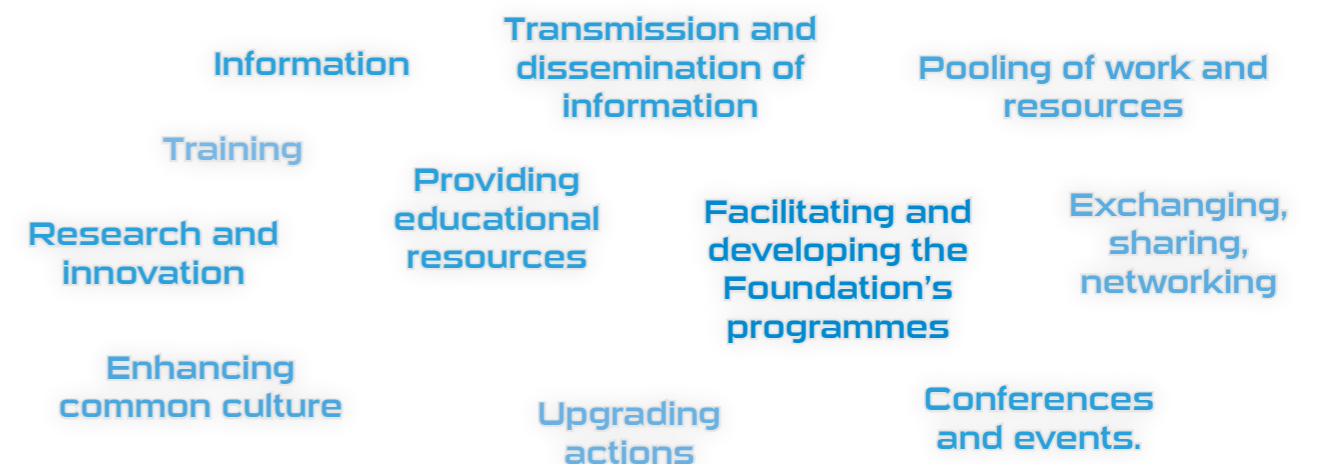 Information
Transmission and
dissemination of
information
Pooling of work and
resources
Training
Providing
educational
resources
Facilitating and
developing the
Foundation’s
programmes
Exchanging,
sharing,
networking
Research and
innovation
Enhancing
common culture
Upgrading
actions
Conferences
and events.